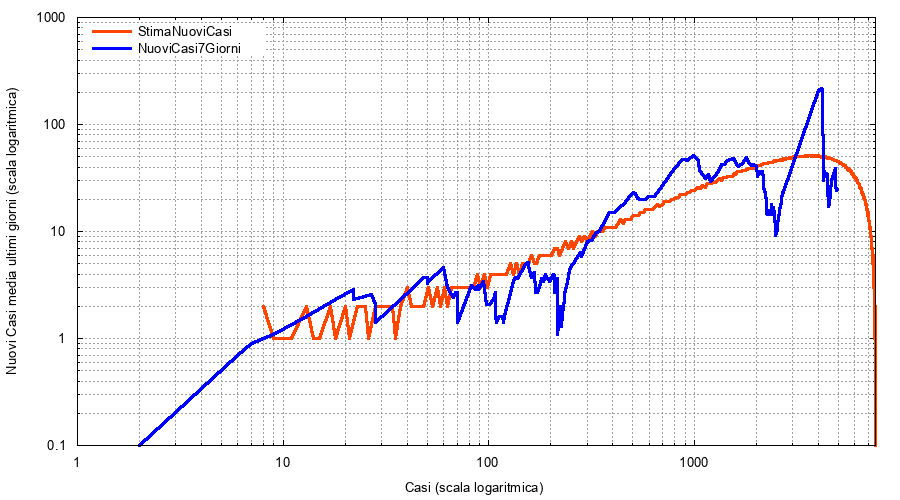 1000
100
10
1
0.1
StimaNuoviCasi
NuoviCasi7Giorni
Nuovi Casi media ultimi giorni (scala logaritmica)
1 10 100 1000
Casi (scala logaritmica)